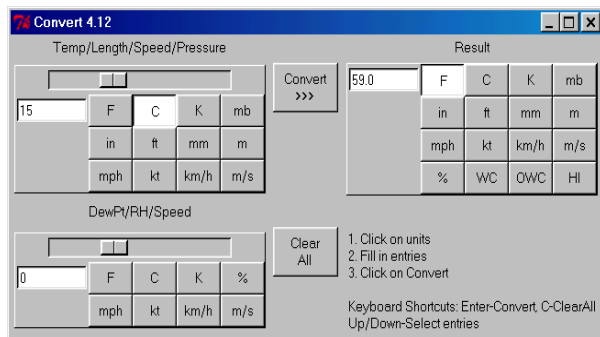 Convert 4.12
Temp/Length/Speed/Pressure
15
F C K mb
in ft mm m
mph kt km/h m/s
Convert
>>>
Result
59.0
F C K mb
in ft mm m
mph kt km/h m/s
% WC OWC HI
DewPt/RH/Speed
0
F C K %
mph kt km/h m/s
Clear
All
1. Click on units
2. Fill in entries
3. Click on Convert
Keyboard Shortcuts: Enter-Convert, C-ClearAll
Up/Down-Select entries